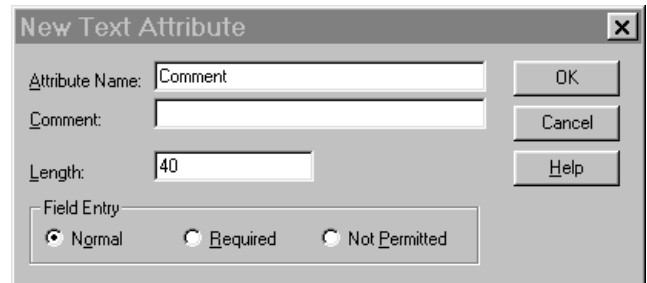 New Text Attribute
Attribute Name: Comment OK
Comment: Cancel
Length: 40 Help
Field Entry
Normal Required Not Permitted